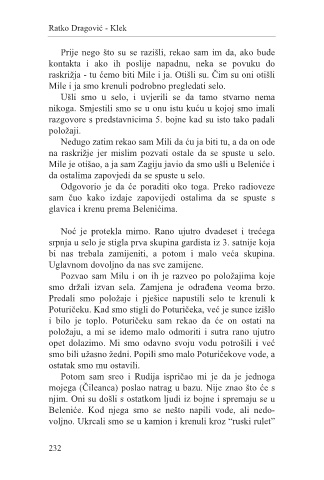 Ratko Dragović - Klek
Prije nego što su se razišli, rekao sam im da, ako bude
kontakta i ako ih poslije napadnu, neka se povuku do
raskrižja - tu ćemo biti Mile i ja. Otišli su. Čim su oni otišli
Mile i ja smo krenuli podrobno pregledati selo.
Ušli smo u selo, i uvjerili se da tamo stvarno nema
nikoga. Smjestili smo se u onu istu kuću u kojoj smo imali
razgovore s predstavnicima 5. bojne kad su isto tako padali
položaji.
Nedugo zatim rekao sam Mili da ću ja biti tu, a da on ode
na raskrižje jer mislim pozvati ostale da se spuste u selo.
Mile je otišao, a ja sam Zagiju javio da smo ušli u Beleniće i
da ostalima zapovjedi da se spuste u selo.
Odgovorio je da će poraditi oko toga. Preko radioveze
sam čuo kako izdaje zapovijedi ostalima da se spuste s
glavica i krenu prema Belenićima.
Noć je protekla mirno. Rano ujutro dvadeset i trećega
srpnja u selo je stigla prva skupina gardista iz 3. satnije koja
bi nas trebala zamijeniti, a potom i malo veća skupina.
Uglavnom dovoljno da nas sve zamijene.
Pozvao sam Milu i on ih je razveo po položajima koje
smo držali izvan sela. Zamjena je odrađena veoma brzo.
Predali smo položaje i pješice napustili selo te krenuli k
Poturičeku. Kad smo stigli do Poturičeka, već je sunce izišlo
i bilo je toplo. Poturičeku sam rekao da će on ostati na
položaju, a mi se idemo malo odmoriti i sutra rano ujutro
opet dolazimo. Mi smo odavno svoju vodu potrošili i već
smo bili užasno žedni. Popili smo malo Poturičekove vode, a
ostatak smo mu ostavili.
Potom sam sreo i Rudija ispričao mi je da je jednoga
mojega (Čileanca) poslao natrag u bazu. Nije znao što će s
njim. Oni su došli s ostatkom ljudi iz bojne i spremaju se u
Beleniće. Kod njega smo se nešto napili vode, ali nedo-
voljno. Ukrcali smo se u kamion i krenuli kroz “ruski rulet”
232